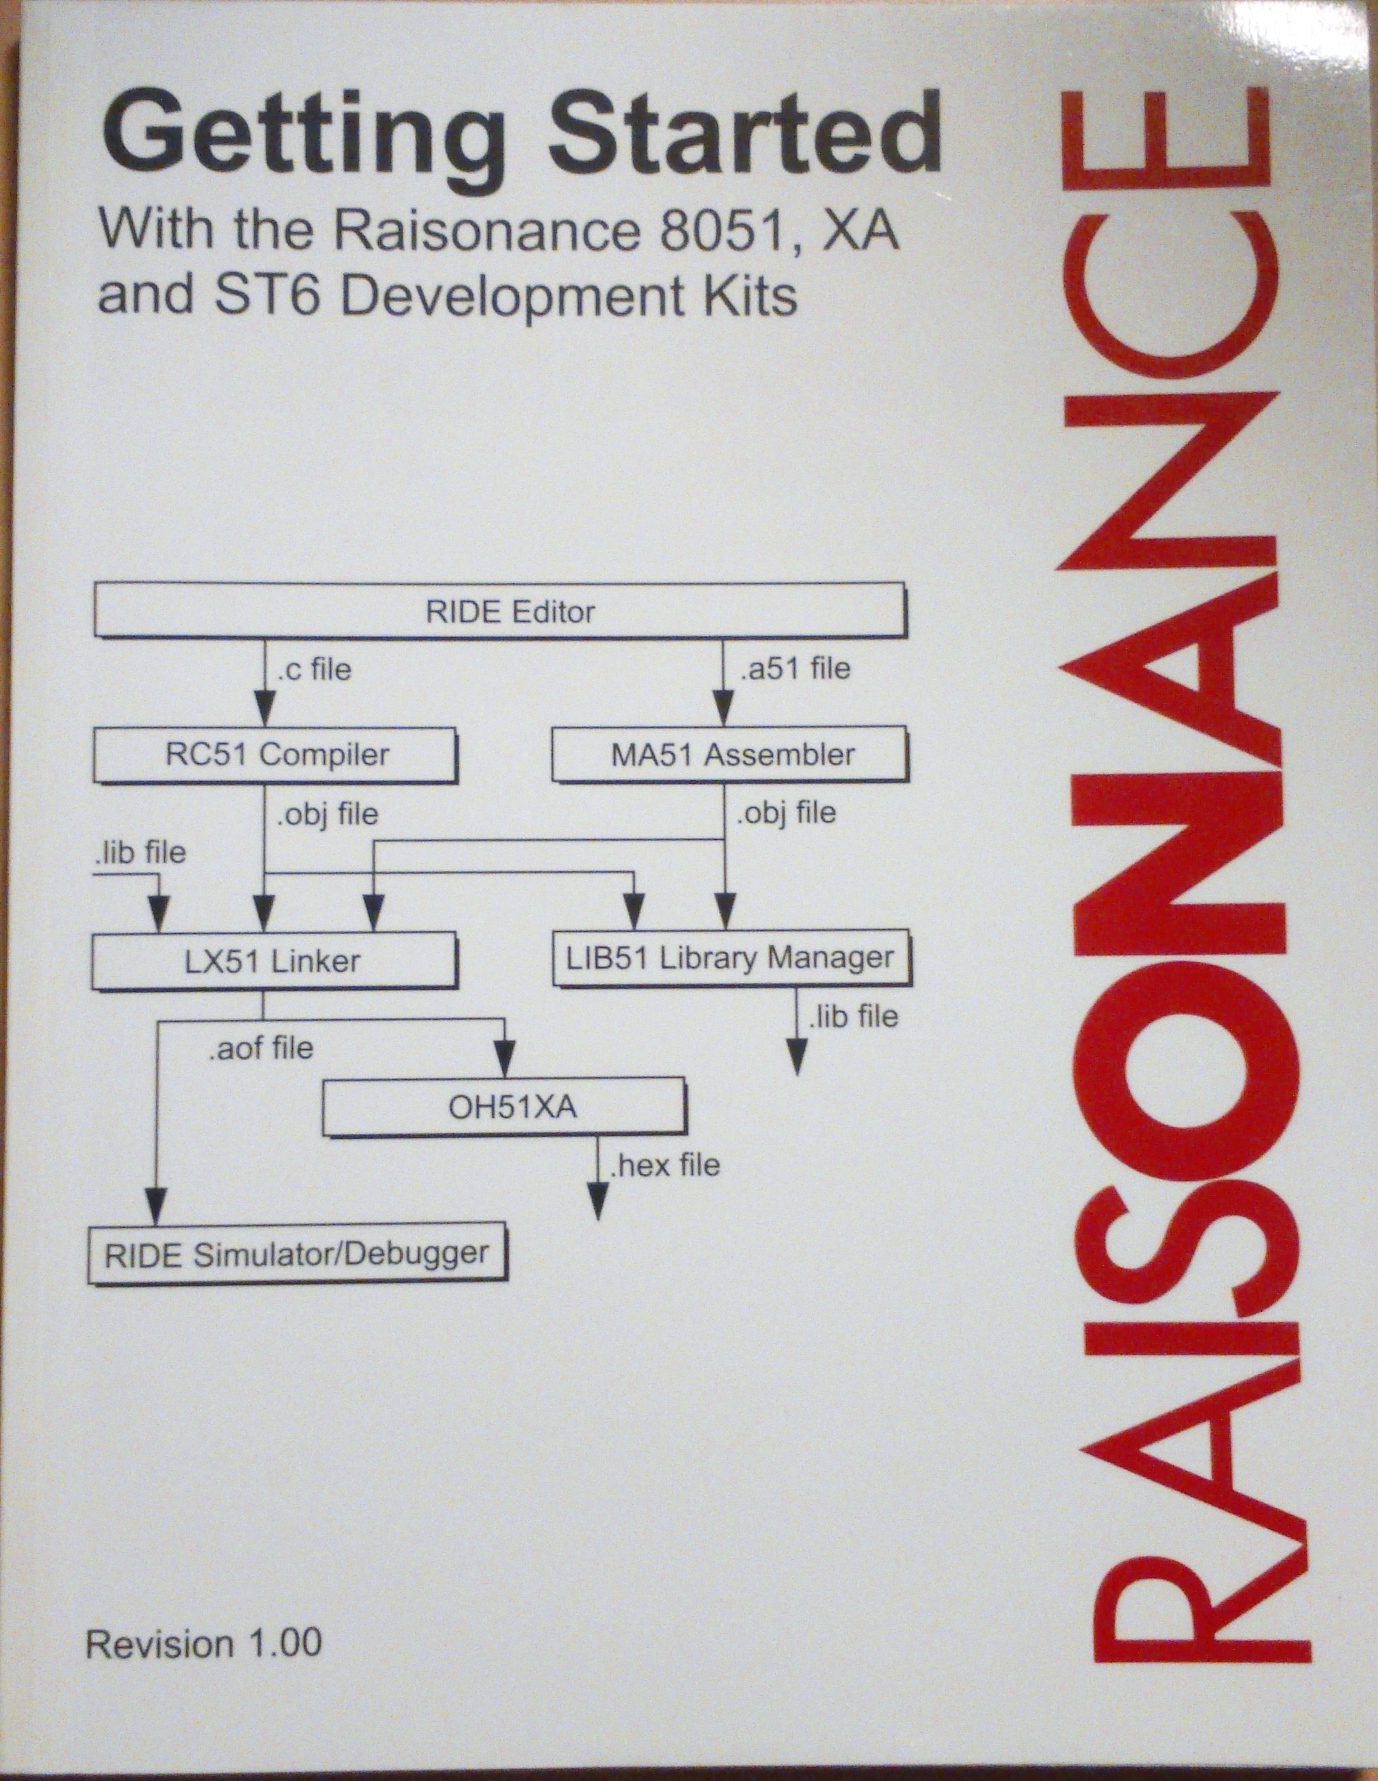 Getting Started
With the Raisonance 8051, XA
and ST6 Development Kits
RAISONANCE
RIDE Editor
.c file
.a51 file
RC51 Compiler
MA51 Assembler
.obj file
.obj file
.lib file
LX51 Linker
LIB51 Library Manager
.lib file
.aof file
OH51XA
.hex file
RIDE Simulator/Debugger
Revision 1.00